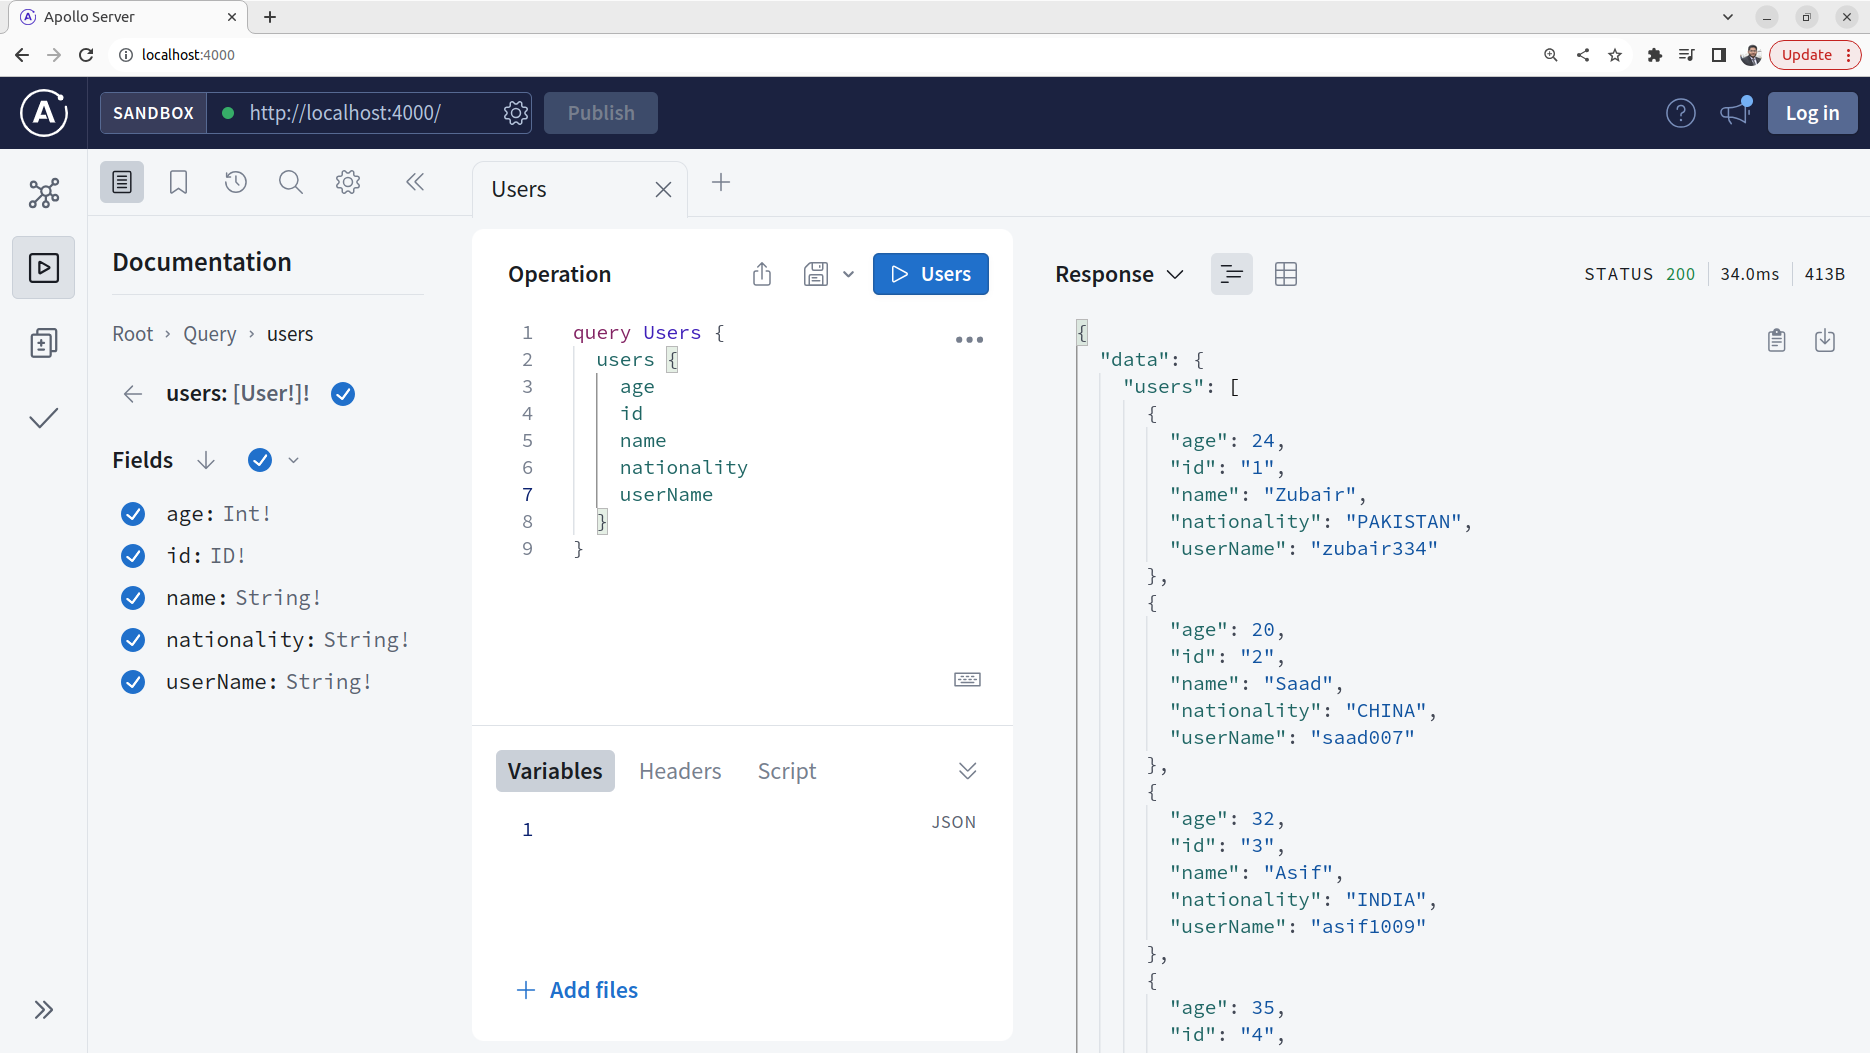 Apollo Server
localhost:4000
Update
A
SANDBOX
http://localhost:4000/
Publish
?
Log in
Users
Documentation
Root › Query › users
users: [User!]!
Fields
age: Int!
id: ID!
name: String!
nationality: String!
userName: String!
Operation
Users
1 query Users {
2 users {
3 age
4 id
5 name
6 nationality
7 userName
8 }
9 }
Variables
Headers
Script
JSON
1
+ Add files
Response
STATUS 200
34.0ms
413B
{
"data": {
"users": [
{
"age": 24,
"id": "1",
"name": "Zubair",
"nationality": "PAKISTAN",
"userName": "zubair334"
},
{
"age": 20,
"id": "2",
"name": "Saad",
"nationality": "CHINA",
"userName": "saad007"
},
{
"age": 32,
"id": "3",
"name": "Asif",
"nationality": "INDIA",
"userName": "asif1009"
},
{
"age": 35,
"id": "4",